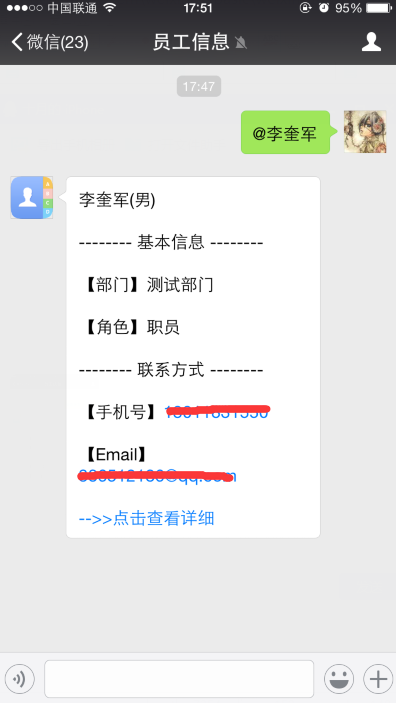 中国联通 17:51 95%
微信(23) 员工信息
17:47
@李奎军
李奎军(男)
-------- 基本信息 --------
【部门】测试部门
【角色】职员
-------- 联系方式 --------
【手机号】
【Email】
-->>点击查看详细